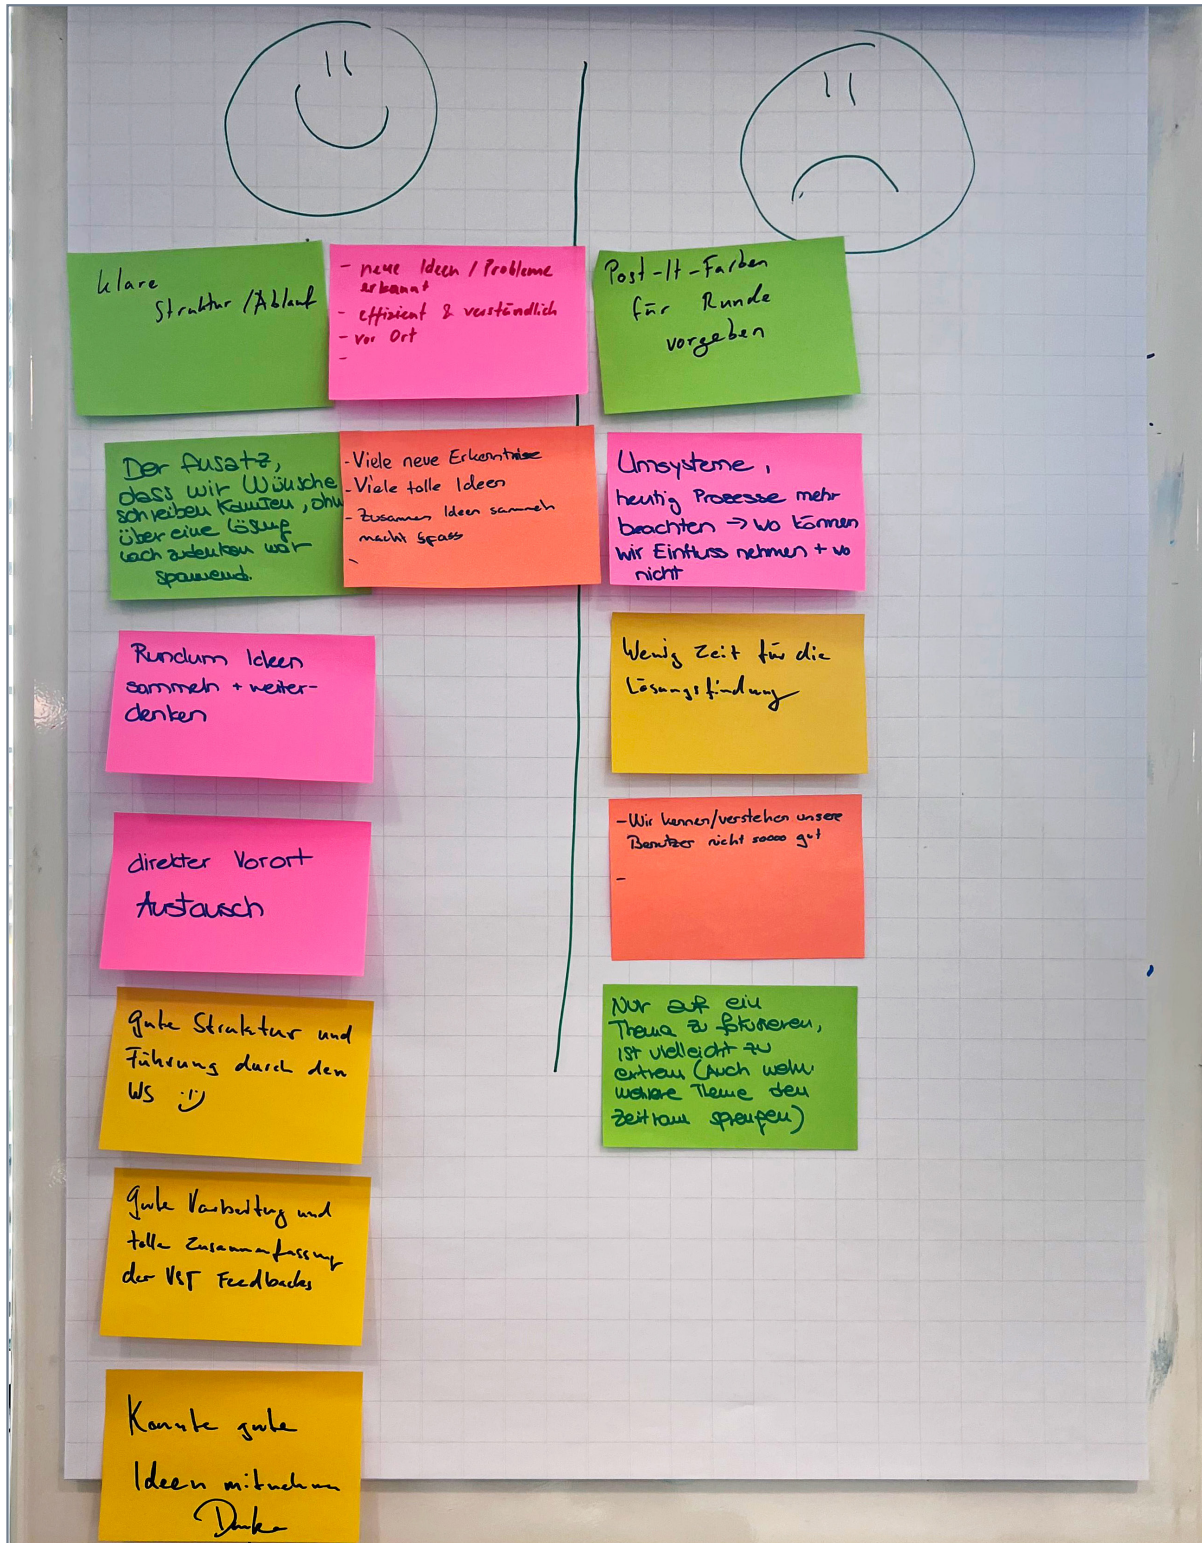 klare
Struktur / Ablauf
- neue Ideen / Probleme
erkannt
- effizient & verständlich
- vor Ort
-
Der Ansatz,
dass wir Wünsche
schreiben konnten, ohne
über eine Lösung
nach zudenken war
spannend.
- Viele neue Erkenntnisse
- Viele tolle Ideen
- Zusammen Ideen sammeln
macht spass
-
Rundum Ideen
sammeln + weiter-
denken
direkter Vorort
Austausch
gute Struktur und
Führung durch den
WS :)
gute Vorbereitung und
tolle Zusammenfassung
der VST Feedbacks
Konnte gute
Ideen mitnehmen
Danke
Post-It-Farben
für Runde
vorgeben
Umsysteme,
heutig Prozesse mehr
beachten → wo können
wir Einfluss nehmen + wo
nicht
Wenig Zeit für die
Lösungsfindung
- Wir kennen/verstehen unsere
Benutzer nicht soooo gut
-
Nur auf ein
Thema zu fokusieren,
ist vielleicht zu
extrem (Auch wenn
mehrere Theme den
Zeitraum sprengen)